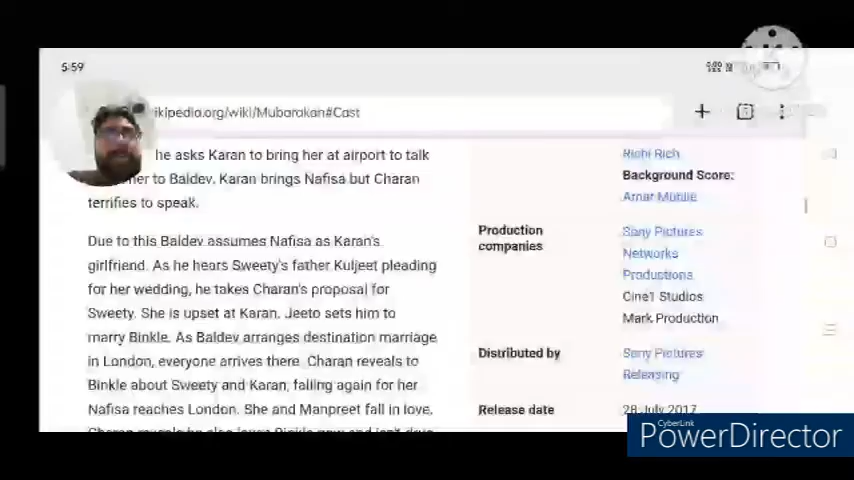 5:59
ikipedia.org/wiki/Mubarakan#Cast
he asks Karan to bring her at airport to talk
her to Baldev. Karan brings Nafisa but Charan
terrifies to speak.
Due to this Baldev assumes Nafisa as Karan's
girlfriend. As he hears Sweety's father Kuljeet pleading
for her wedding, he takes Charan's proposal for
Sweety. She is upset at Karan. Jeeto sets him to
marry Binkle. As Baldev arranges destination marriage
in London, everyone arrives there. Charan reveals to
Binkle about Sweety and Karan, falling again for her
Nafisa reaches London. She and Manpreet fall in love.
Rishi Rich
Background Score:
Amar Mohile
Production
companies
Sony Pictures
Networks
Productions
Cine1 Studios
Mark Production
Distributed by
Sony Pictures
Releasing
Release date
28 July 2017
CyberLink
PowerDirector